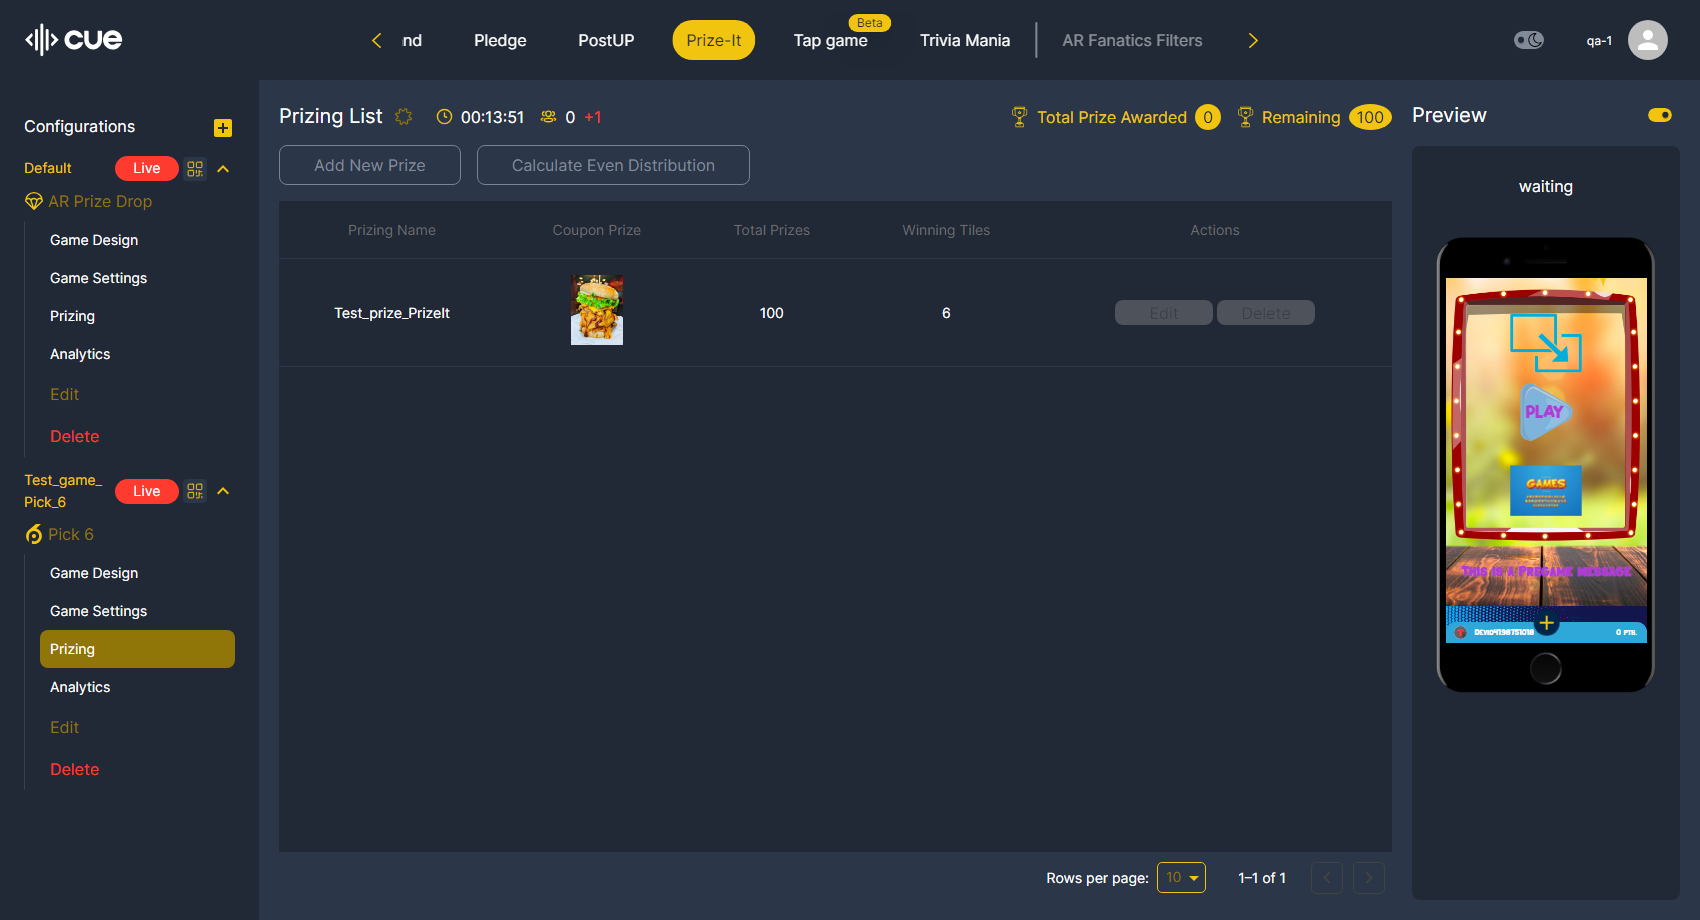 cue
nd
Pledge
PostUP
Prize-It
Beta
Tap game
Trivia Mania
AR Fanatics Filters
qa-1
Configurations
Default
Live
AR Prize Drop
Game Design
Game Settings
Prizing
Analytics
Edit
Delete
Test_game_
Pick_6
Live
Pick 6
Game Design
Game Settings
Prizing
Analytics
Edit
Delete
Prizing List
00:13:51
0 +1
Total Prize Awarded 0
Remaining 100
Add New Prize
Calculate Even Distribution
Prizing Name Coupon Prize Total Prizes Winning Tiles Actions
Test_prize_PrizeIt 100 6 Edit Delete
Rows per page: 10 1–1 of 1
Preview
waiting
PLAY
GAMES
This is a Pregame message
0 PTS.